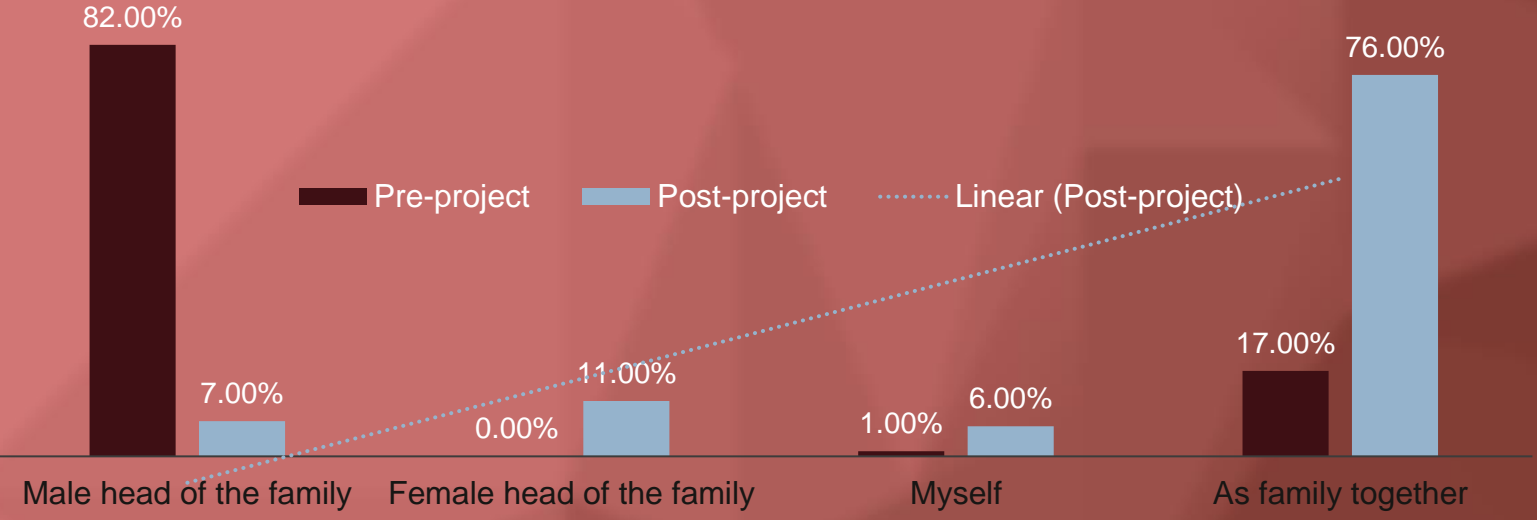 82.00%
76.00%
Pre-project Post-project Linear (Post-project)
17.00%
7.00% 0.00% 11.00% 1.00% 6.00%
Male head of the family Female head of the family Myself As family together